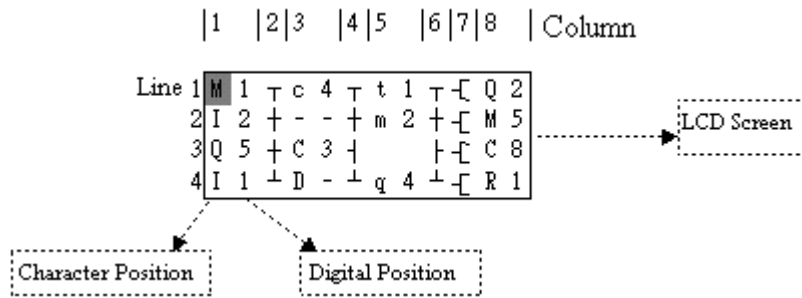 |1 |2|3 |4|5 |6|7|8 | Column
Line 1 M 1 ┬ c 4 ┬ t 1 ┬ -[ Q 2
2 I 2 ┼ - - ┼ m 2 ┼ -[ M 5
3 Q 5 ┼ C 3 ┤ ├ -[ C 8
4 I 1 ┴ D - ┴ q 4 ┴ -[ R 1
LCD Screen
Character Position
Digital Position